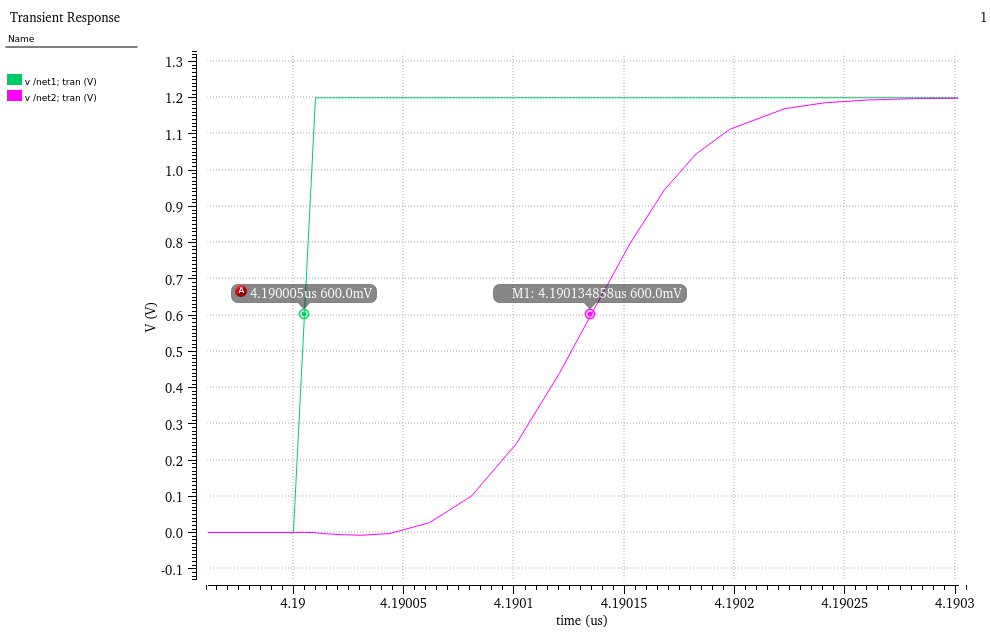 Transient Response 1
Name
v /net1; tran (V)
v /net2; tran (V)
1.3
1.2
1.1
1.0
0.9
0.8
0.7
A 4.190005us 600.0mV M1: 4.190134858us 600.0mV
0.6
V (V)
0.5
0.4
0.3
0.2
0.1
0.0
-0.1
4.19 4.19005 4.1901 4.19015 4.1902 4.19025 4.1903
time (us)